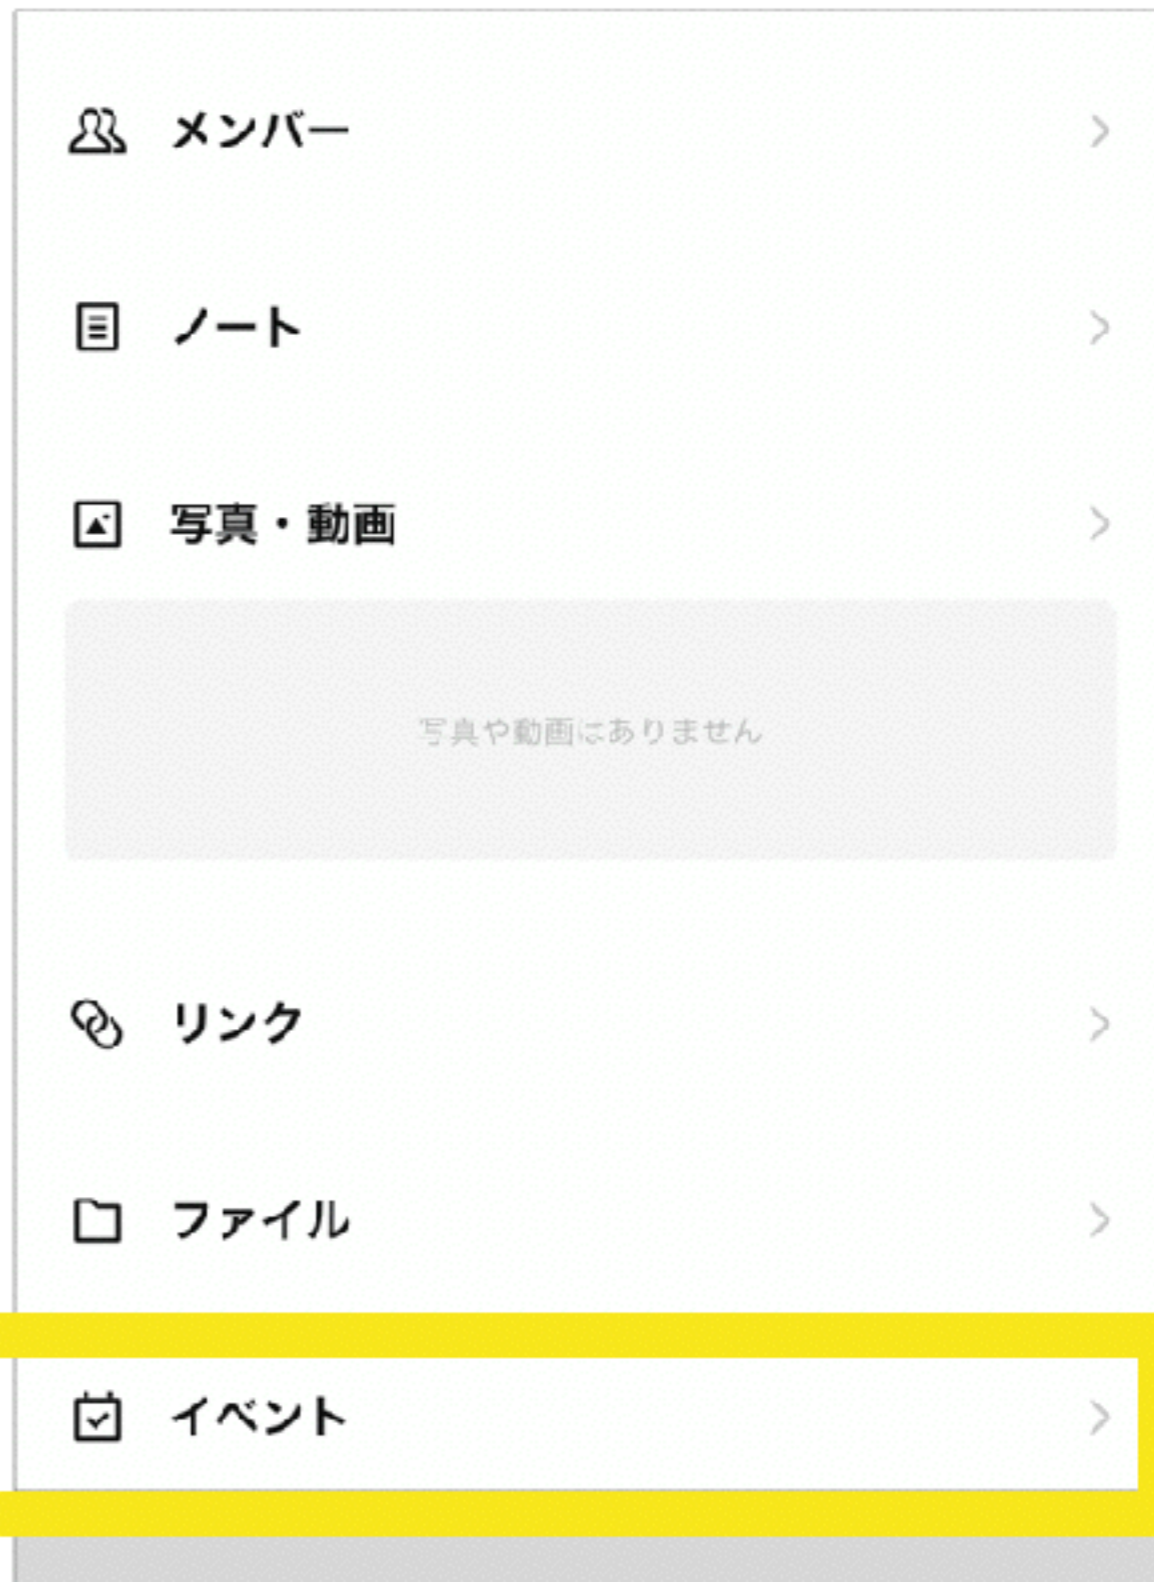 メンバー
ノート
写真・動画
写真や動画はありません
リンク
ファイル
イベント